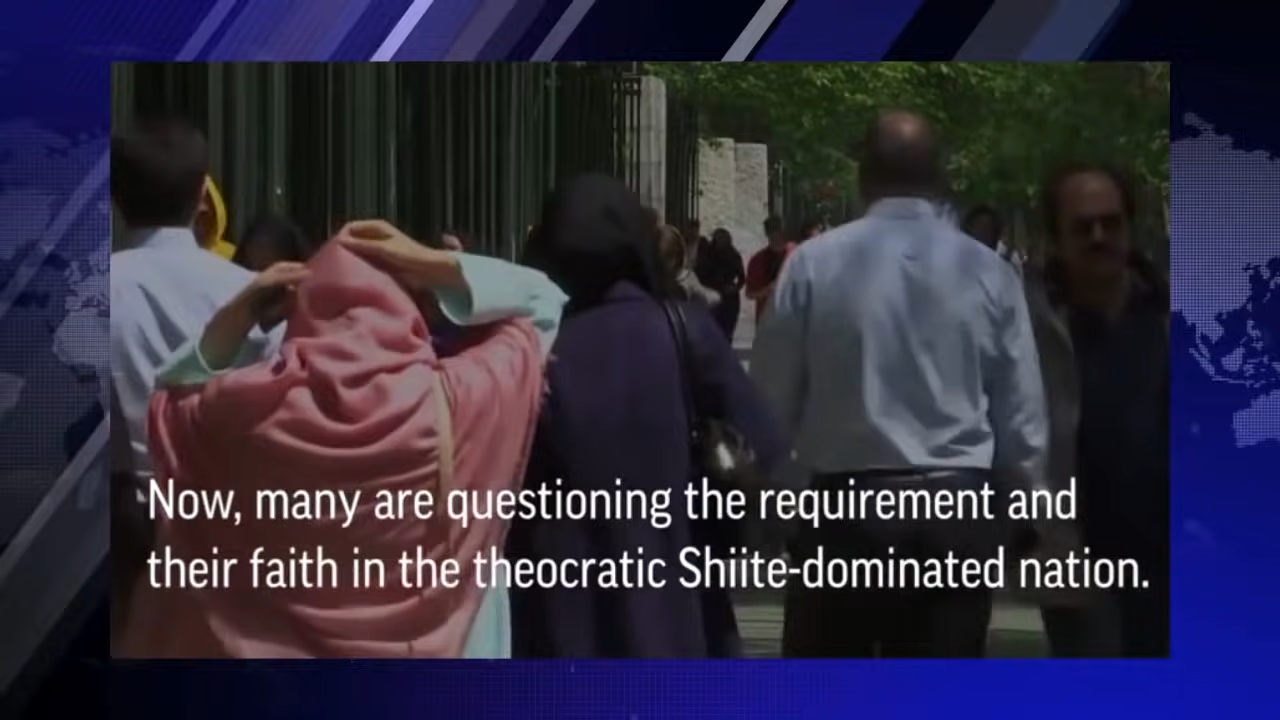 Now, many are questioning the requirement and
their faith in the theocratic Shiite-dominated nation.